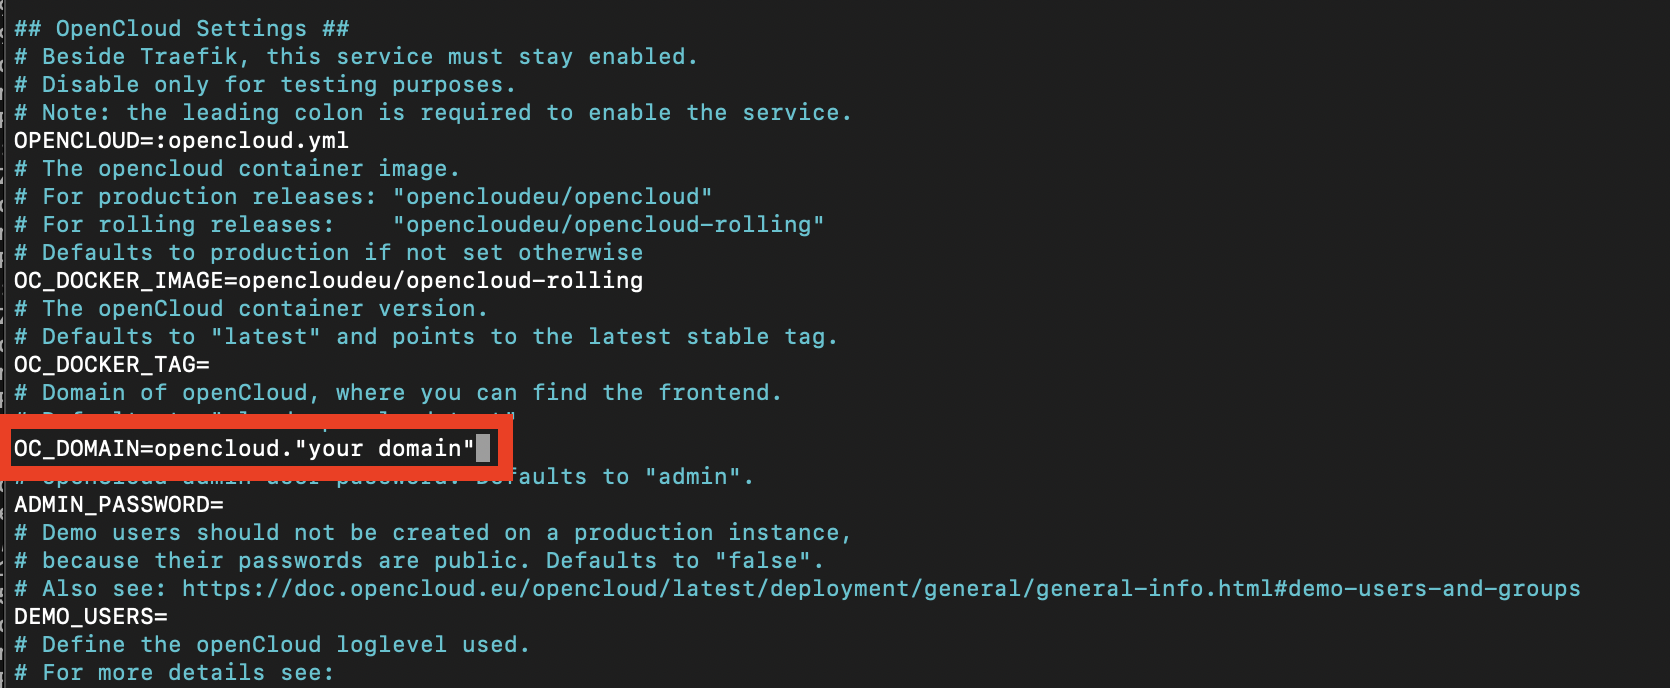 ## OpenCloud Settings ##
# Beside Traefik, this service must stay enabled.
# Disable only for testing purposes.
# Note: the leading colon is required to enable the service.
OPENCLOUD=:opencloud.yml
# The opencloud container image.
# For production releases: "opencloudeu/opencloud"
# For rolling releases:    "opencloudeu/opencloud-rolling"
# Defaults to production if not set otherwise
OC_DOCKER_IMAGE=opencloudeu/opencloud-rolling
# The openCloud container version.
# Defaults to "latest" and points to the latest stable tag.
OC_DOCKER_TAG=
# Domain of openCloud, where you can find the frontend.
OC_DOMAIN=opencloud."your domain"
# OpenCloud admin user password. Defaults to "admin".
ADMIN_PASSWORD=
# Demo users should not be created on a production instance,
# because their passwords are public. Defaults to "false".
# Also see: https://doc.opencloud.eu/opencloud/latest/deployment/general/general-info.html#demo-users-and-groups
DEMO_USERS=
# Define the openCloud loglevel used.
# For more details see: